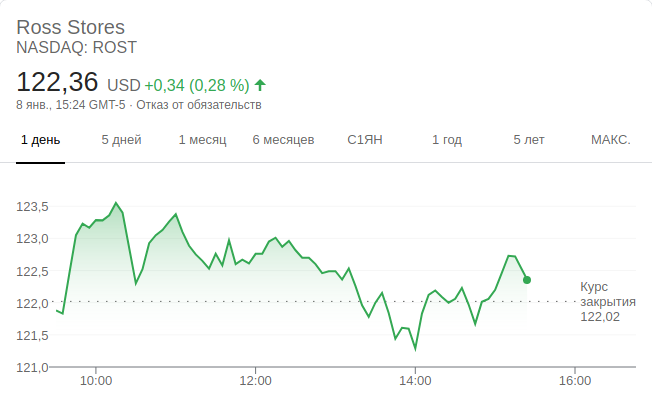 Ross Stores
NASDAQ: ROST
122,36 USD +0,34 (0,28 %)
8 янв., 15:24 GMT-5 · Отказ от обязательств
1 день 5 дней 1 месяц 6 месяцев С1ЯН 1 год 5 лет МАКС.
123,5
123,0
122,5
Курс
122,0 закрытия
122,02
121,5
121,0
10:00 12:00 14:00 16:00